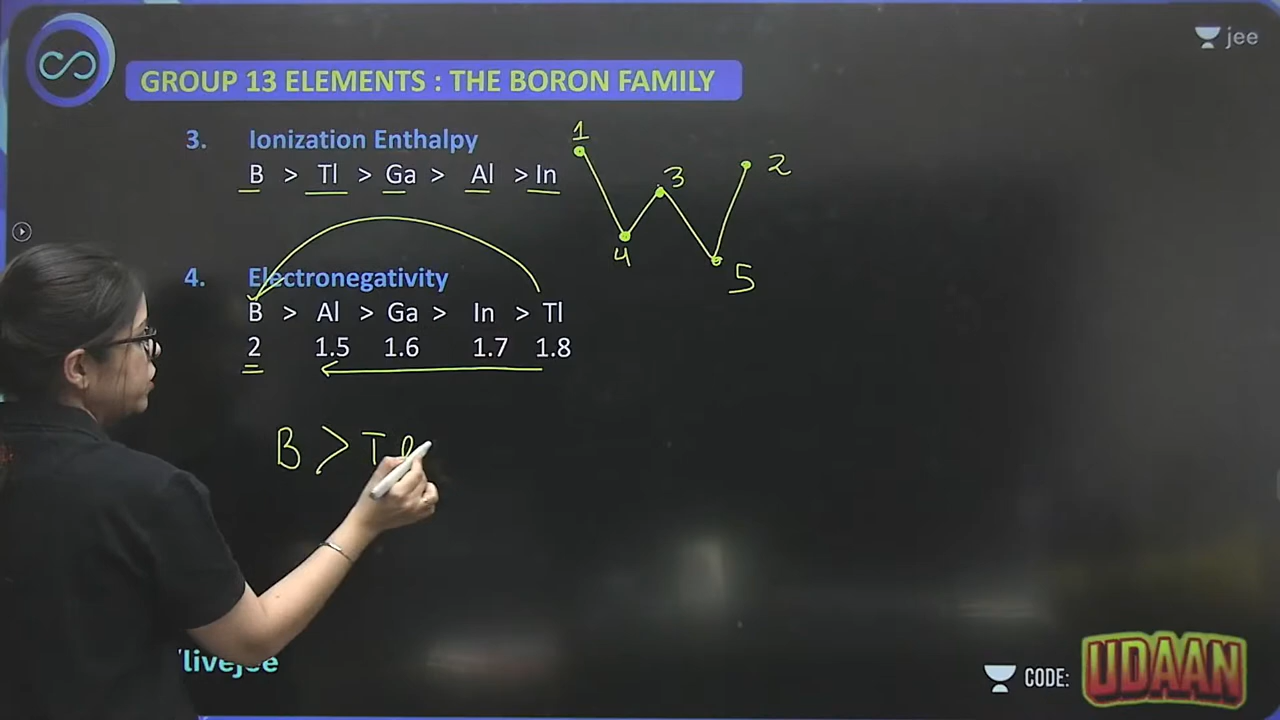 jee
GROUP 13 ELEMENTS : THE BORON FAMILY
3. Ionization Enthalpy
B > Tl > Ga > Al > In
1
3
2
4
5
4. Electronegativity
B > Al > Ga > In > Tl
2 1.5 1.6 1.7 1.8
B > Tl
/livejee
CODE: UDAAN